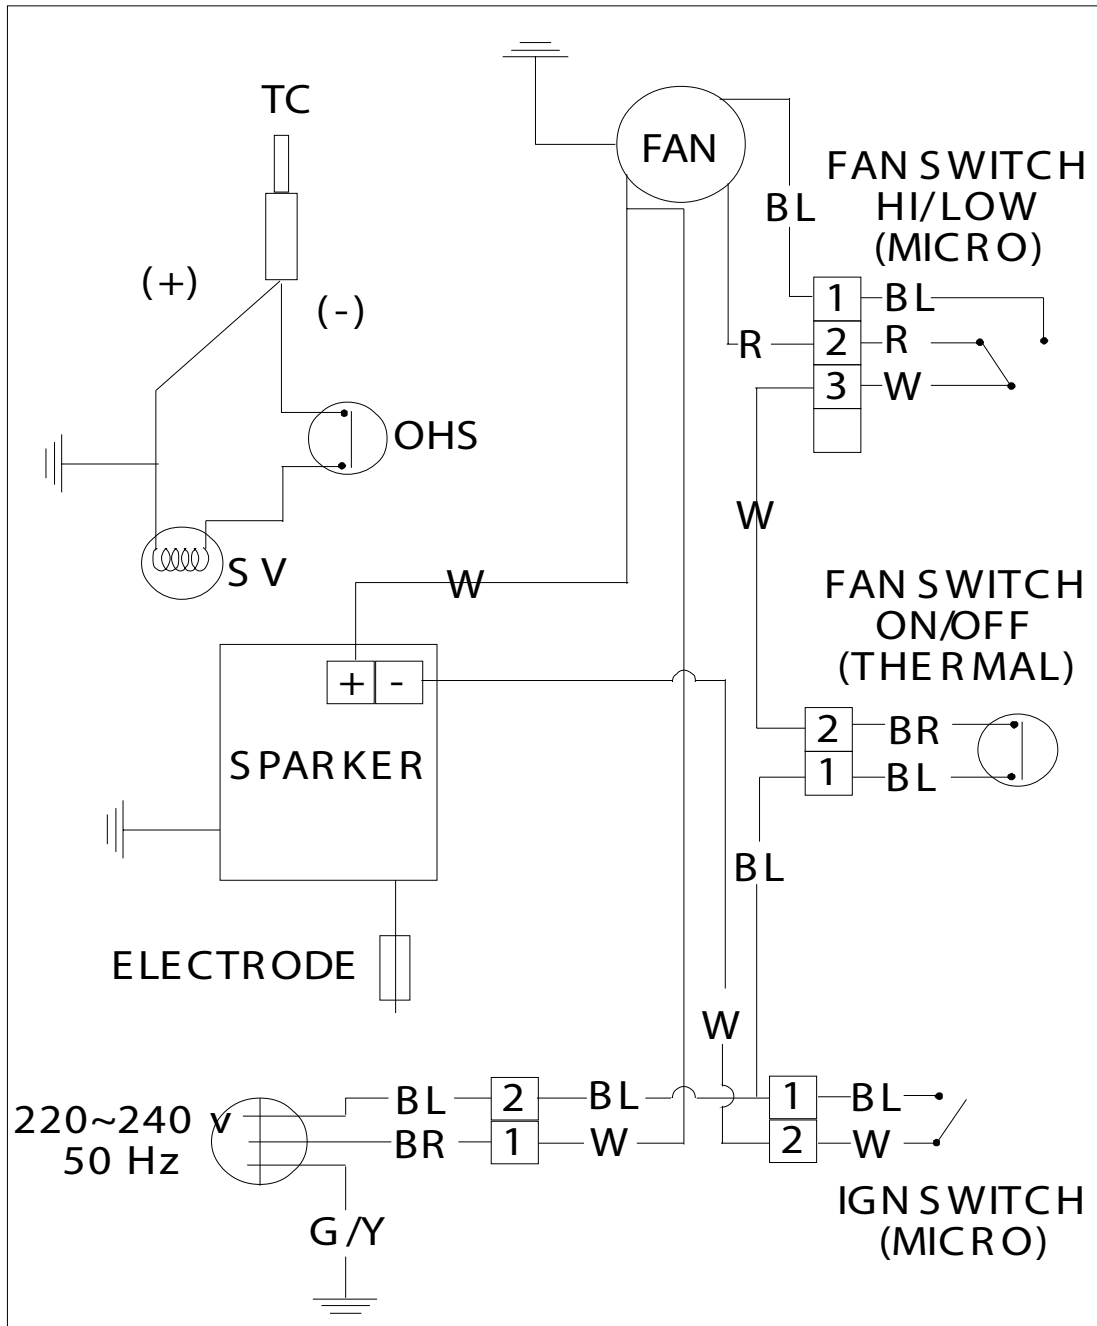 TC
FAN
FAN SWITCH
HI/LOW
(MICRO)
BL
(+)
(-)
1 BL
R 2 R
3 W
OHS
W
SV
W
FAN SWITCH
ON/OFF
(THERMAL)
+ -
SPARKER
2 BR
1 BL
BL
ELECTRODE
W
220~240 v
50 Hz
BL 2 BL
BR 1 W
1 BL
2 W
G/Y
IGN SWITCH
(MICRO)